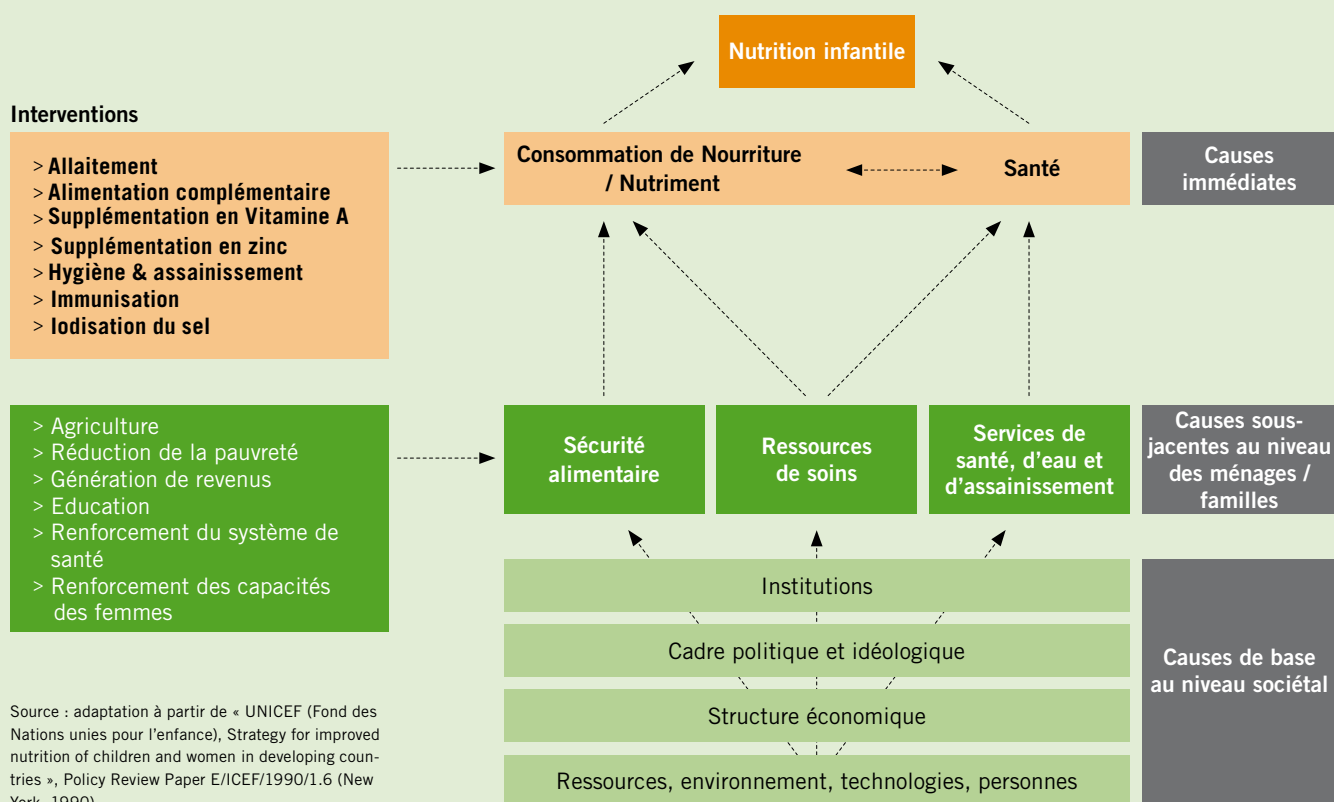 Nutrition infantile
Interventions
> Allaitement
> Alimentation complémentaire
> Supplémentation en Vitamine A
> Supplémentation en zinc
> Hygiène & assainissement
> Immunisation
> Iodisation du sel
Consommation de Nourriture
/ Nutriment
Santé
Causes
immédiates
> Agriculture
> Réduction de la pauvreté
> Génération de revenus
> Education
> Renforcement du système de
santé
> Renforcement des capacités
des femmes
Sécurité
alimentaire
Ressources
de soins
Services de
santé, d'eau et
d'assainissement
Causes sous-
jacentes au niveau
des ménages /
familles
Institutions
Cadre politique et idéologique
Structure économique
Ressources, environnement, technologies, personnes
Causes de base
au niveau sociétal
Source : adaptation à partir de « UNICEF (Fond des
Nations unies pour l'enfance), Strategy for improved
nutrition of children and women in developing coun-
tries », Policy Review Paper E/ICEF/1990/1.6 (New
York, 1990)